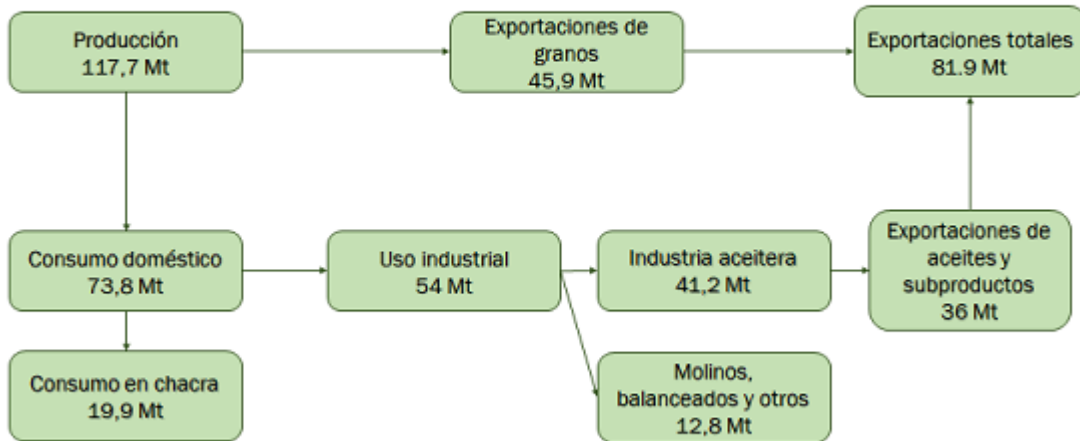 Producción
117,7 Mt
Exportaciones de
granos
45,9 Mt
Exportaciones totales
81.9 Mt
Consumo doméstico
73,8 Mt
Uso industrial
54 Mt
Industria aceitera
41,2 Mt
Exportaciones de
aceites y
subproductos
36 Mt
Consumo en chacra
19,9 Mt
Molinos,
balanceados y otros
12,8 Mt